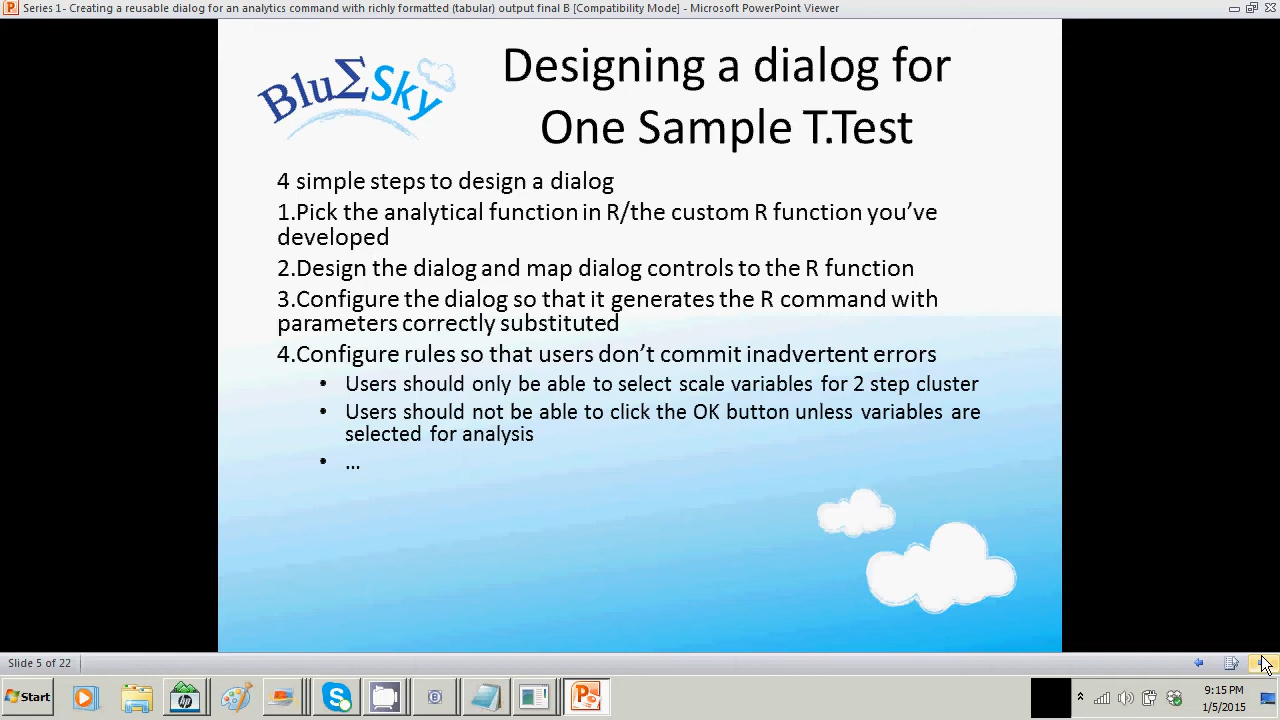 Series 1- Creating a reusable dialog for an analytics command with richly formatted (tabular) output final B [Compatibility Mode] - Microsoft PowerPoint Viewer
BluΣSky
Designing a dialog for
One Sample T.Test
4 simple steps to design a dialog
1.Pick the analytical function in R/the custom R function you’ve
developed
2.Design the dialog and map dialog controls to the R function
3.Configure the dialog so that it generates the R command with
parameters correctly substituted
4.Configure rules so that users don’t commit inadvertent errors
• Users should only be able to select scale variables for 2 step cluster
• Users should not be able to click the OK button unless variables are
selected for analysis
• …
Slide 5 of 22
Start
9:15 PM
1/5/2015